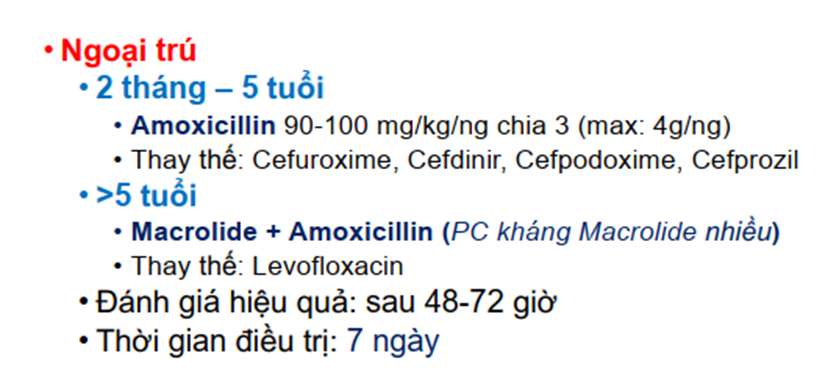 • Ngoại trú
• 2 tháng – 5 tuổi
• Amoxicillin 90-100 mg/kg/ng chia 3 (max: 4g/ng)
• Thay thế: Cefuroxime, Cefdinir, Cefpodoxime, Cefprozil
• >5 tuổi
• Macrolide + Amoxicillin (PC kháng Macrolide nhiều)
• Thay thế: Levofloxacin
• Đánh giá hiệu quả: sau 48-72 giờ
• Thời gian điều trị: 7 ngày